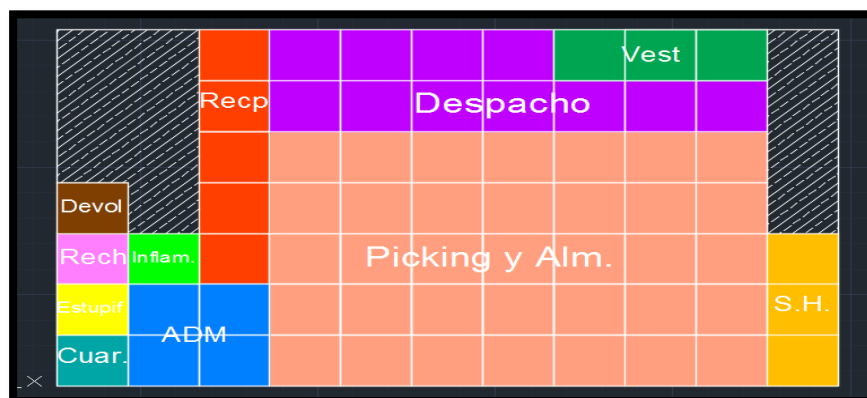 Vest
Recp
Despacho
Devol
Rech
Inflam.
Picking y Alm.
Estupif
S.H.
ADM
Cuar.
X